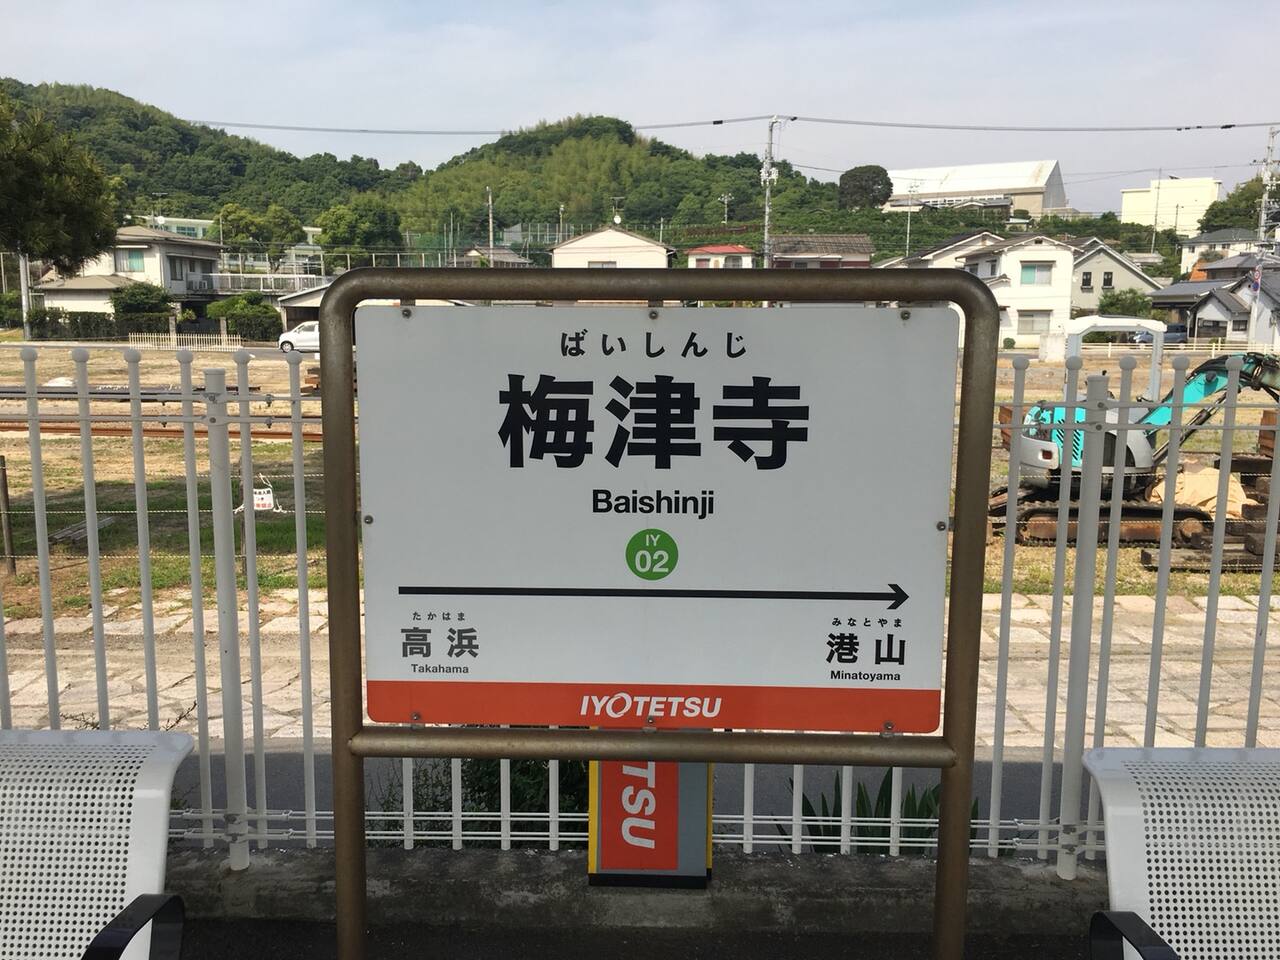 ばいしんじ
梅津寺
Baishinji
IY
02
たかはま
高浜
Takahama
みなとやま
港山
Minatoyama
IYOTETSU
TSU